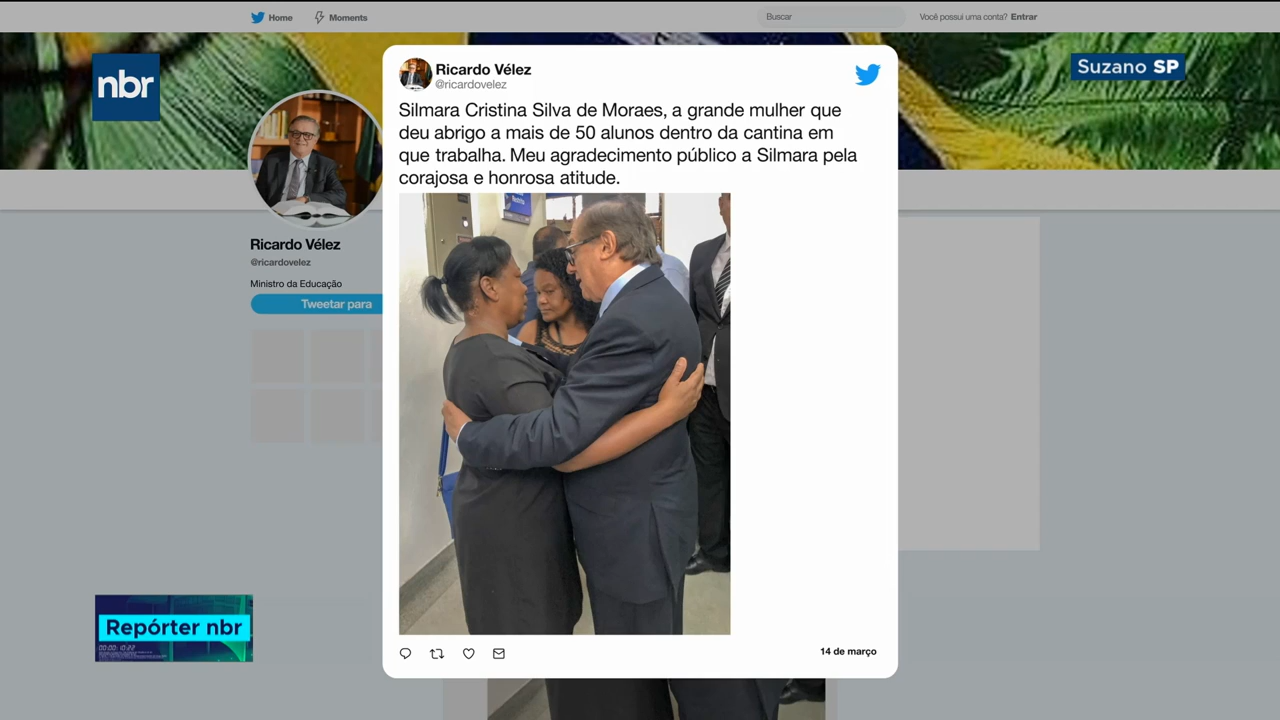 Home
Moments
Buscar
Você possui uma conta? Entrar
nbr
Suzano SP
Ricardo Vélez
@ricardovelez
Silmara Cristina Silva de Moraes, a grande mulher que
deu abrigo a mais de 50 alunos dentro da cantina em
que trabalha. Meu agradecimento público a Silmara pela
corajosa e honrosa atitude.
Ricardo Vélez
@ricardovelez
Ministro da Educação
Tweetar para
Repórter nbr
14 de março